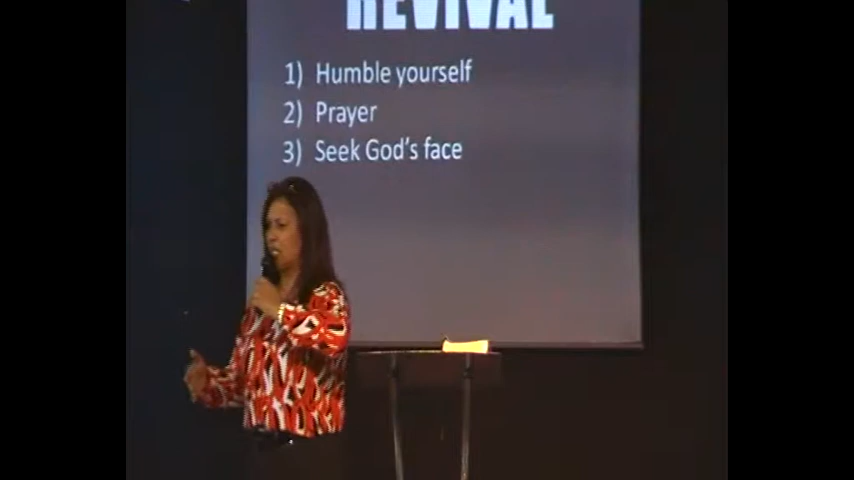 REVIVAL
1) Humble yourself
2) Prayer
3) Seek God's face